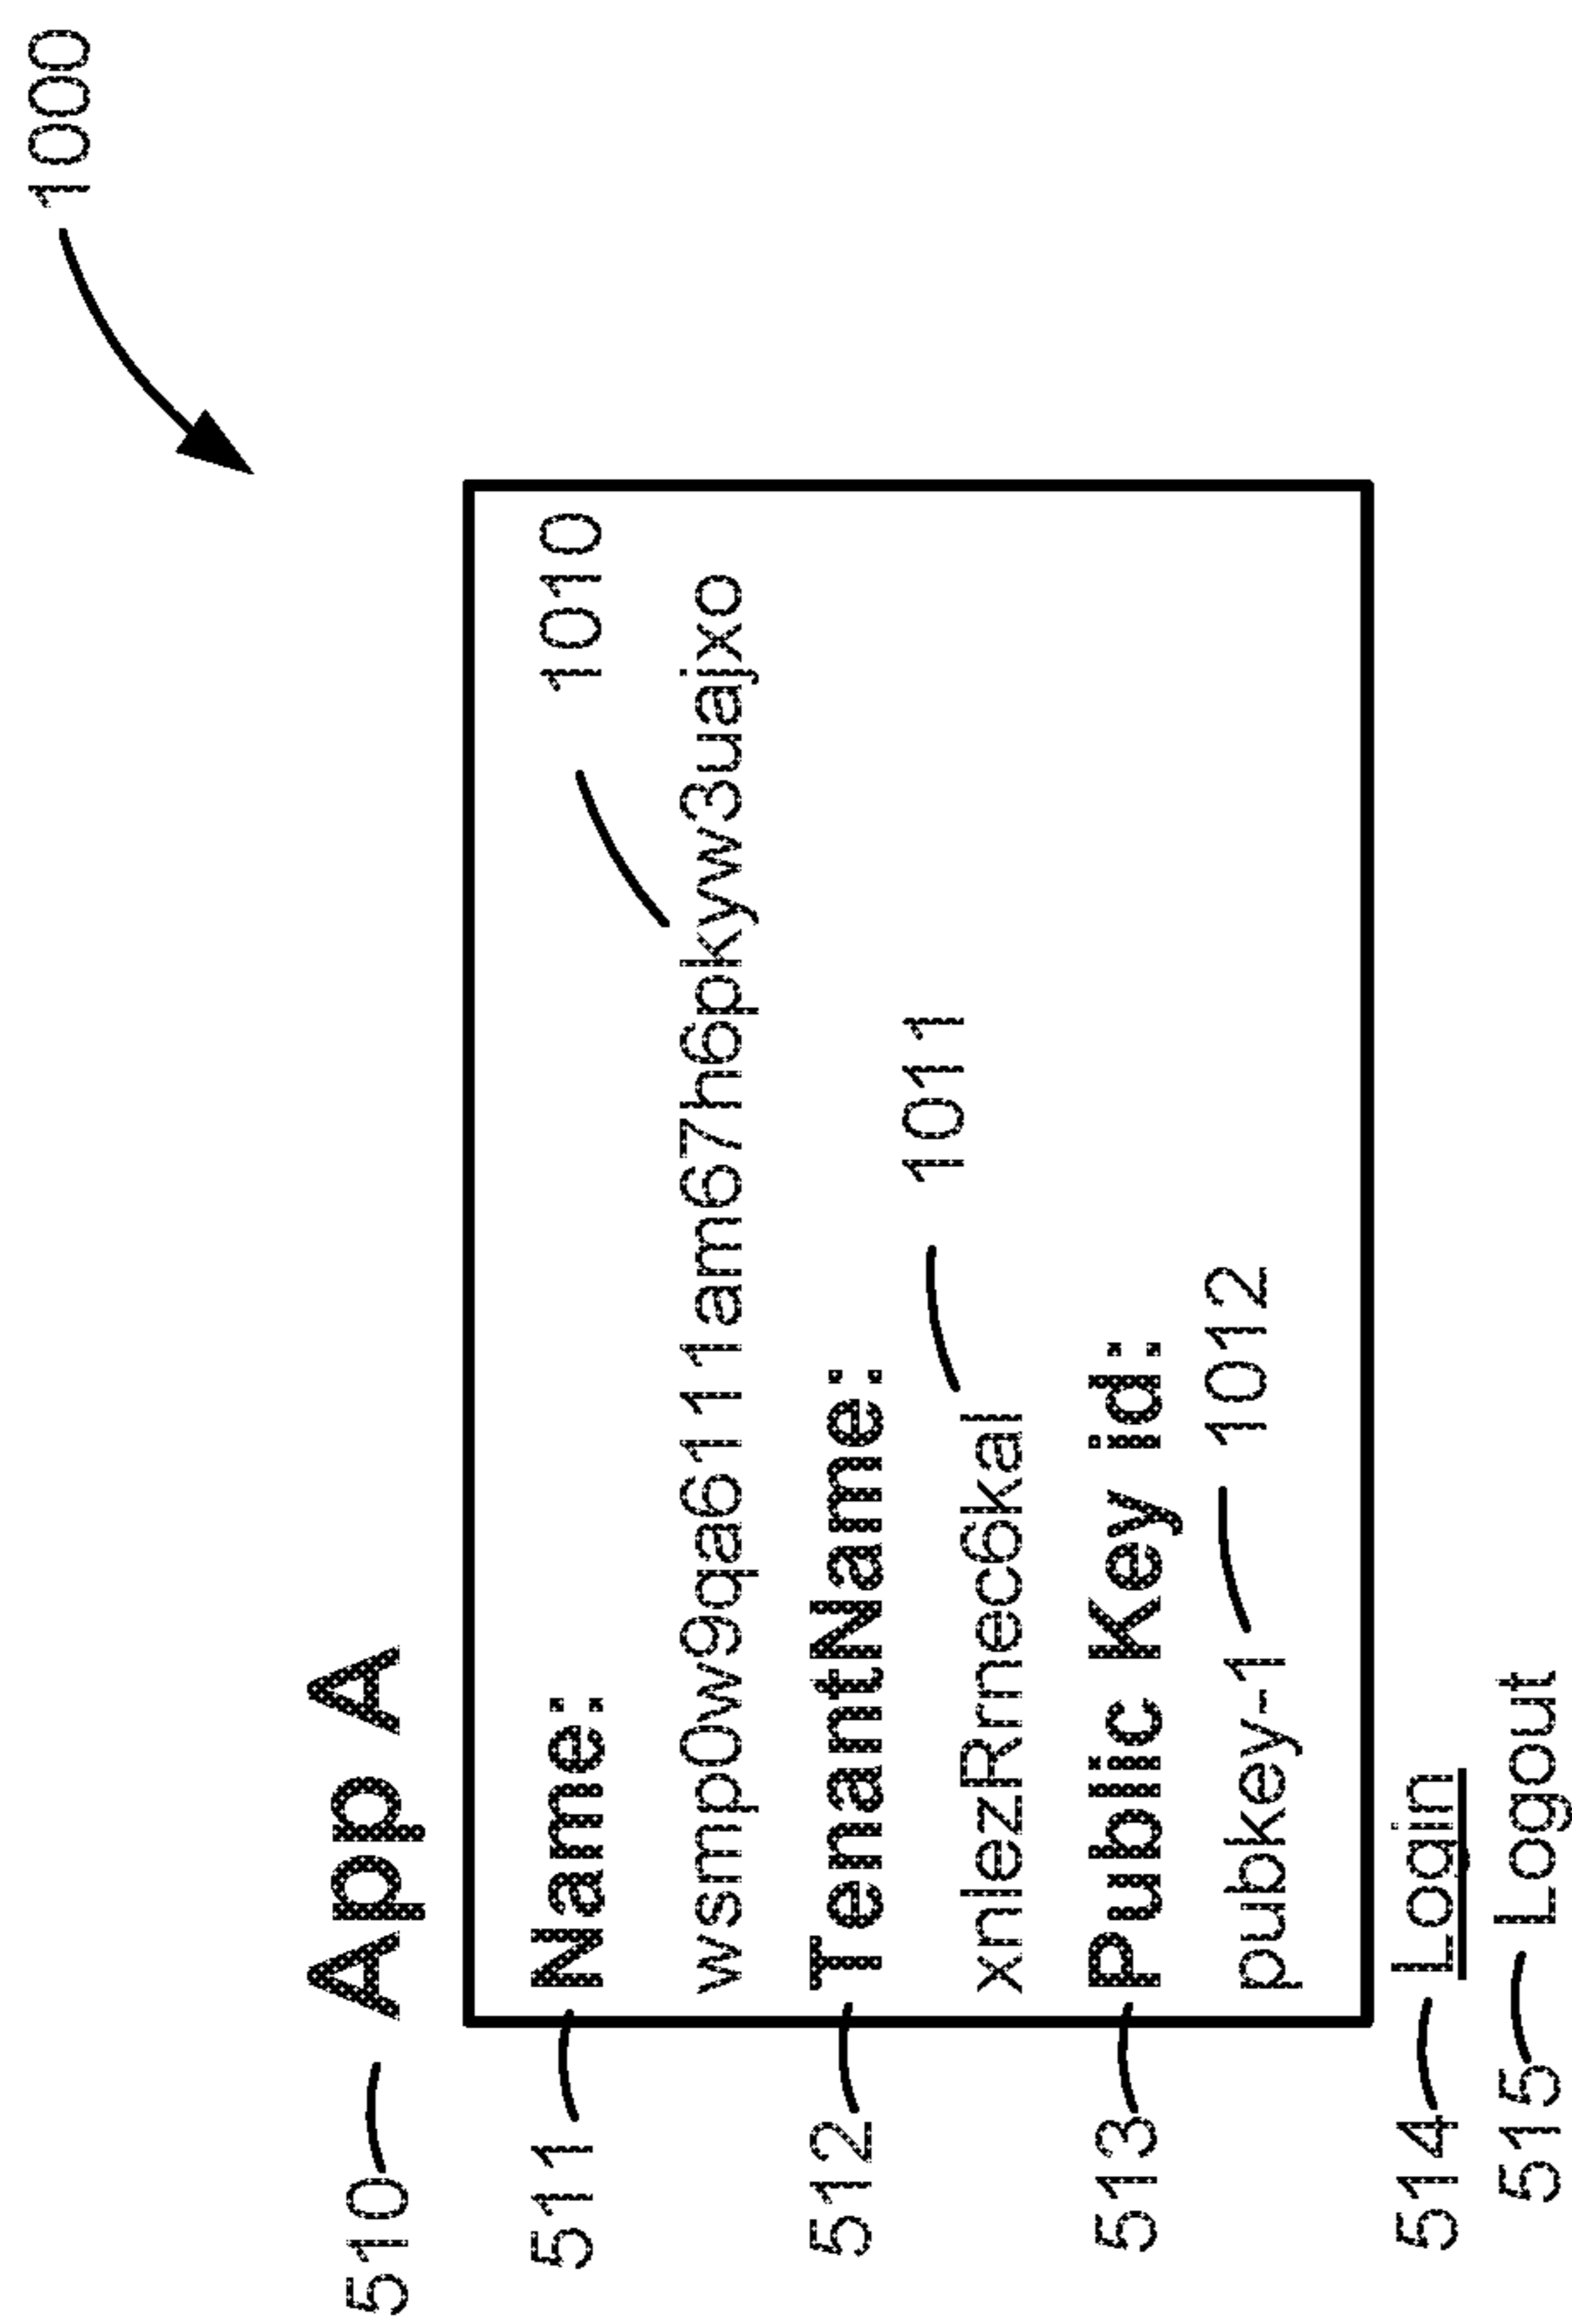 1000
510 App A
511 Name: 1010
wsmp0w9qa6111am67h6pkyw3uajxo
512 TenantName: 1011
xnlezRrnec6kal
513 Public Key id:
pubkey-1 1012
514 Login
515 Logout